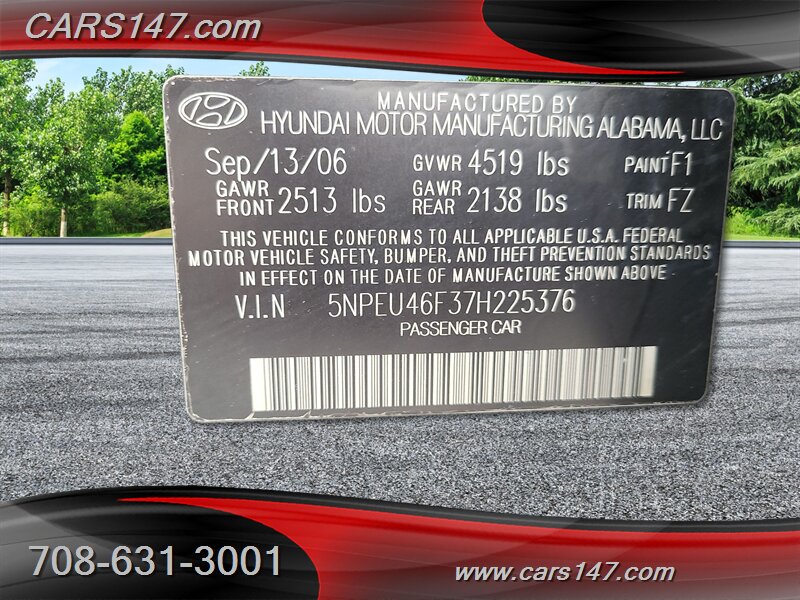 CARS147.com
MANUFACTURED BY
HYUNDAI MOTOR MANUFACTURING ALABAMA, LLC
Sep/13/06 GVWR 4519 lbs PAINT F1
GAWR FRONT 2513 lbs GAWR REAR 2138 lbs TRIM FZ
THIS VEHICLE CONFORMS TO ALL APPLICABLE U.S.A. FEDERAL
MOTOR VEHICLE SAFETY, BUMPER, AND THEFT PREVENTION STANDARDS
IN EFFECT ON THE DATE OF MANUFACTURE SHOWN ABOVE
V.I.N 5NPEU46F37H225376
PASSENGER CAR
708-631-3001
www.cars147.com